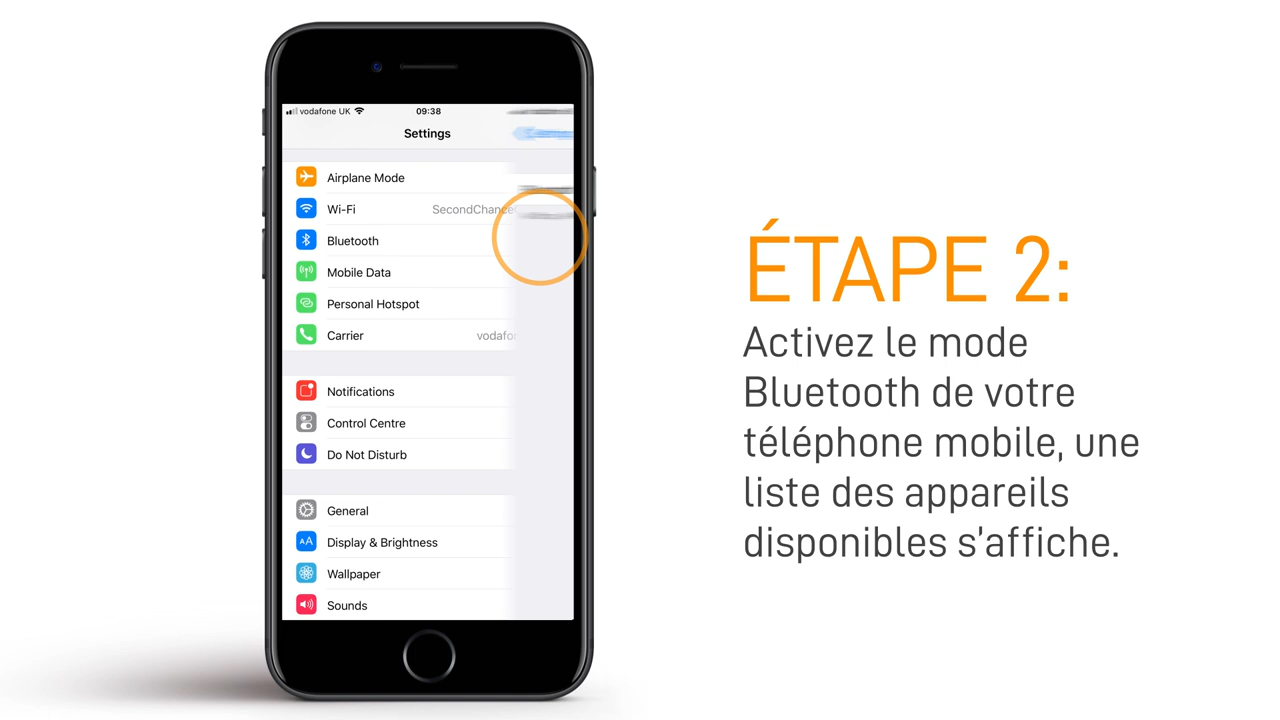 vodafone UK
09:38
Settings
Airplane Mode
Wi-Fi
Bluetooth
Mobile Data
Personal Hotspot
Carrier
Notifications
Control Centre
Do Not Disturb
General
AA Display & Brightness
Wallpaper
Sounds
ÉTAPE 2:
Activez le mode
Bluetooth de votre
téléphone mobile, une
liste des appareils
disponibles s’affiche.